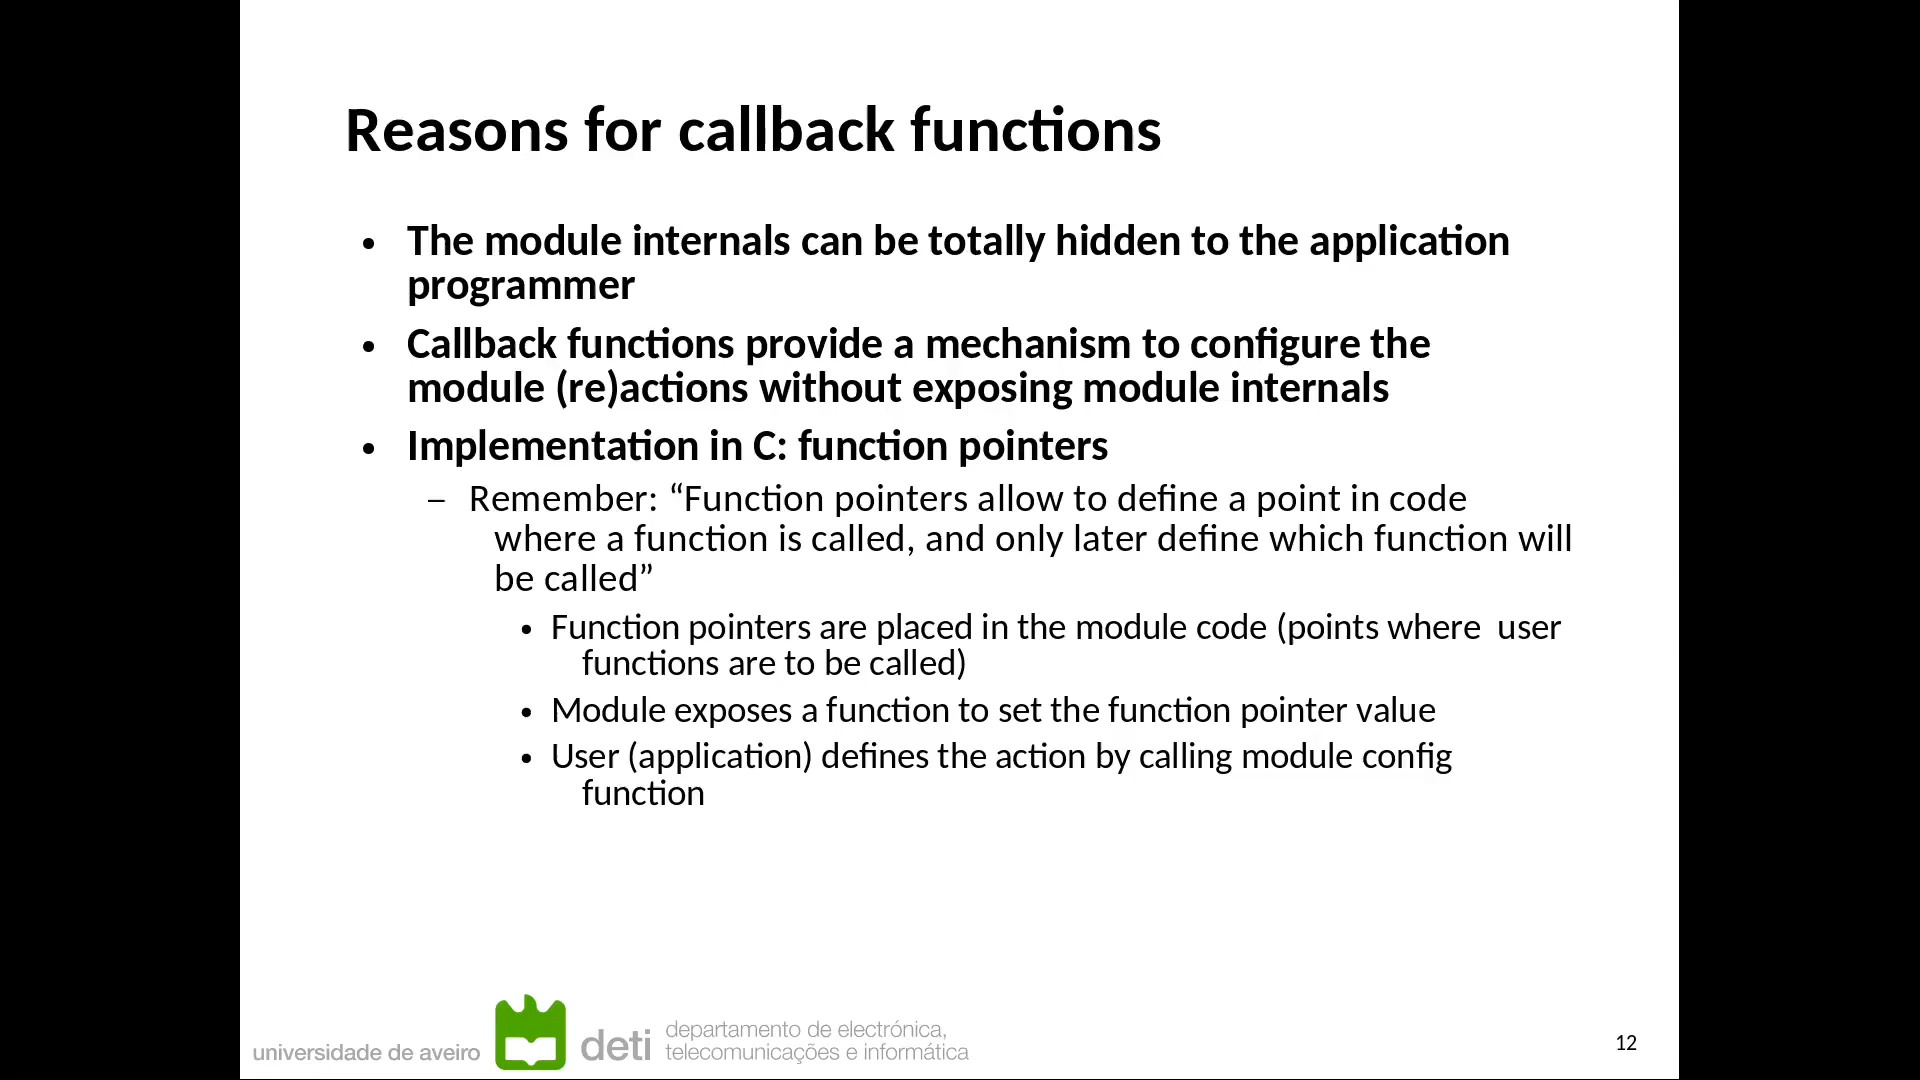 Reasons for callback functions
• The module internals can be totally hidden to the application
programmer
• Callback functions provide a mechanism to configure the
module (re)actions without exposing module internals
• Implementation in C: function pointers
– Remember: “Function pointers allow to define a point in code
where a function is called, and only later define which function will
be called”
• Function pointers are placed in the module code (points where  user
functions are to be called)
• Module exposes a function to set the function pointer value
• User (application) defines the action by calling module config
function
universidade de aveiro
deti
departamento de electrónica,
telecomunicações e informática
12